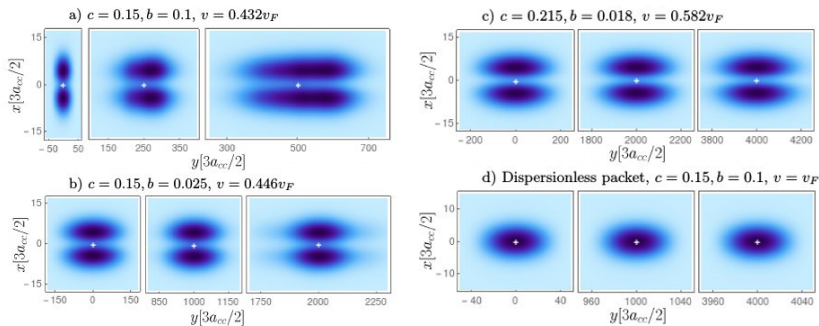 a) c = 0.15, b = 0.1, v = 0.432v_F
x[3a_cc/2]
15
0
-15
-50 50
150 250 350
300 500 700
y[3a_cc/2]
b) c = 0.15, b = 0.025, v = 0.446v_F
x[3a_cc/2]
15
0
-15
-150 0 150
850 1000 1150
1750 2000 2250
y[3a_cc/2]
c) c = 0.215, b = 0.018, v = 0.582v_F
x[3a_cc/2]
15
0
-15
-200 0 200
1800 2000 2200
3800 4000 4200
y[3a_cc/2]
d) Dispersionless packet, c = 0.15, b = 0.1, v = v_F
x[3a_cc/2]
10
0
-10
-40 0 40
960 1000 1040
3960 4000 4040
y[3a_cc/2]